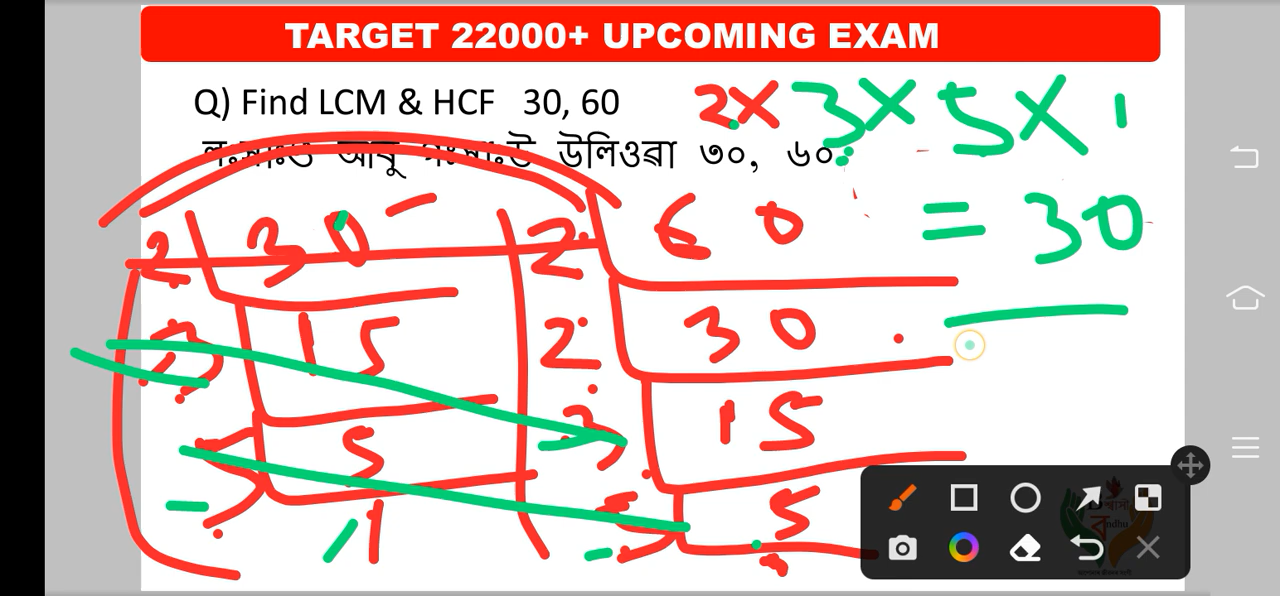 TARGET 22000+ UPCOMING EXAM
Q) Find LCM & HCF 30, 60
2 X 3 X 5 X 1
লঃসাঃগু আৰু গঃসাঃউ উলিওৱা ৩০, ৬০
= 30
2 30 2 60
3 15 2 30
5 5 3 15
1 5 5